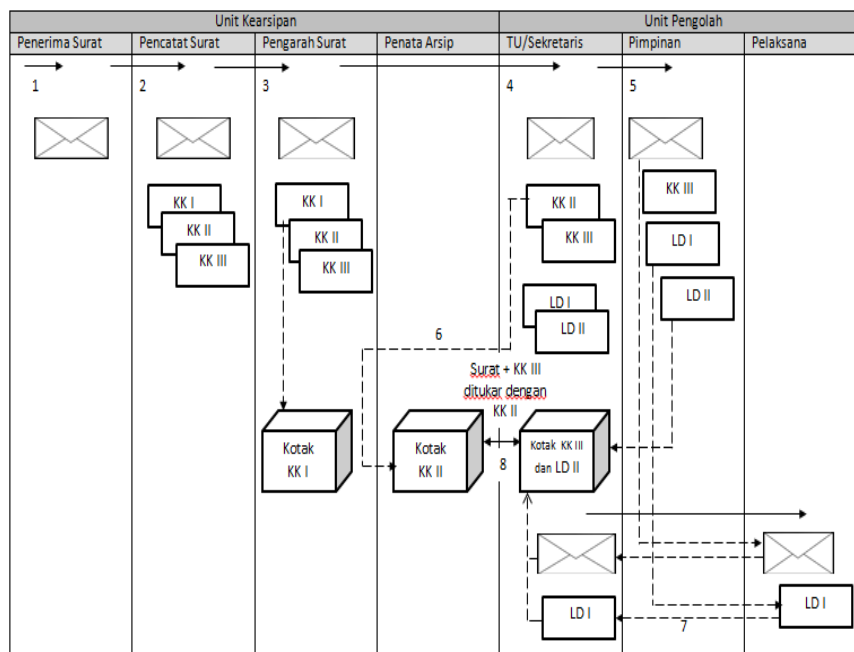 Unit Kearsipan
Unit Pengolah
Penerima Surat
Pencatat Surat
Pengarah Surat
Penata Arsip
TU/Sekretaris
Pimpinan
Pelaksana
1
2
3
4
5
KK I
KK II
KK III
KK I
KK II
KK III
KK II
KK III
LD I
LD II
KK III
LD I
LD II
6
Surat + KK III
ditukar dengan
KK II
Kotak
KK I
Kotak
KK II
8
Kotak KK III
dan LD II
LD I
7
LD I